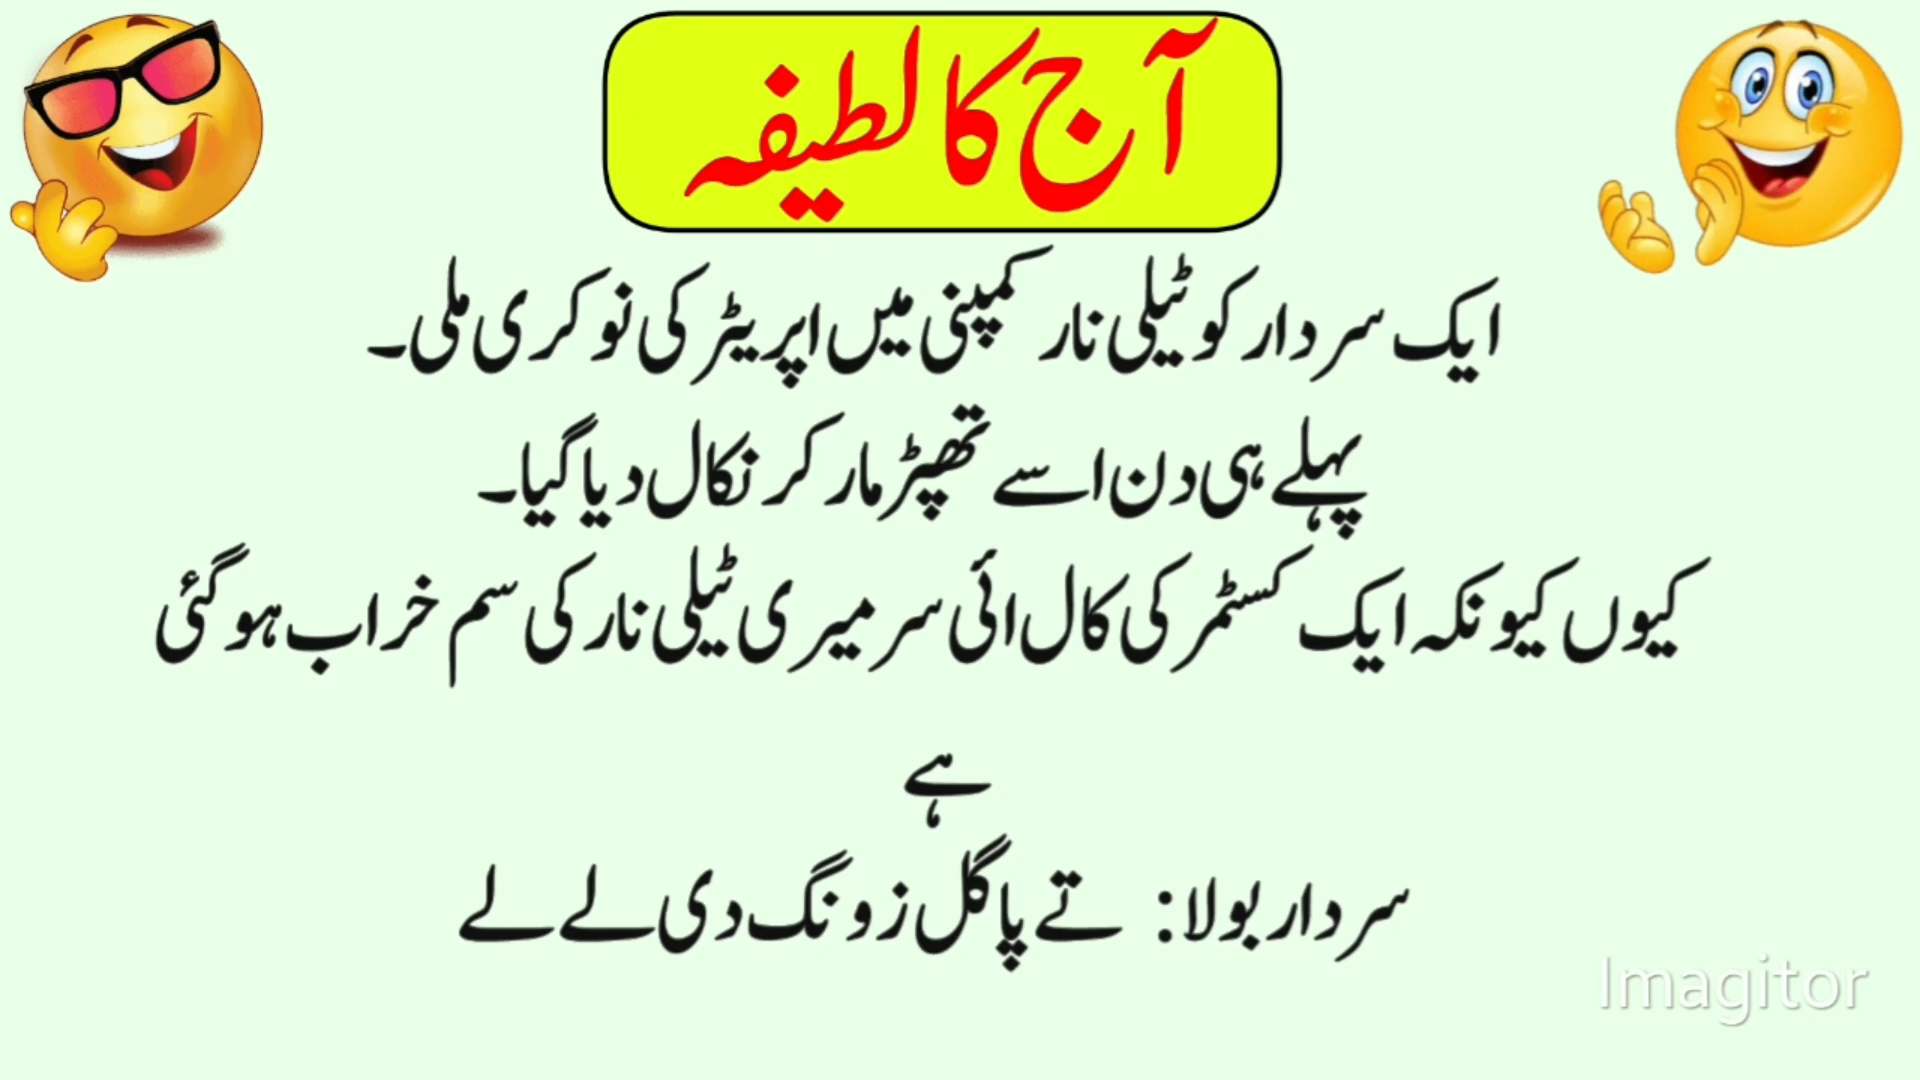 آج کا لطیفہ
ایک سردار کو ٹیلی نار کمپنی میں اپریٹر کی نوکری ملی۔
پہلے ہی دن اسے تھپڑ مار کر نکال دیا گیا۔
کیوں کیونکہ ایک کسٹمر کی کال ائی سر میری ٹیلی نار کی سم خراب ہو گئی
ہے
سردار بولا: تے پاگل زونگ دی لے لے
Imagitor